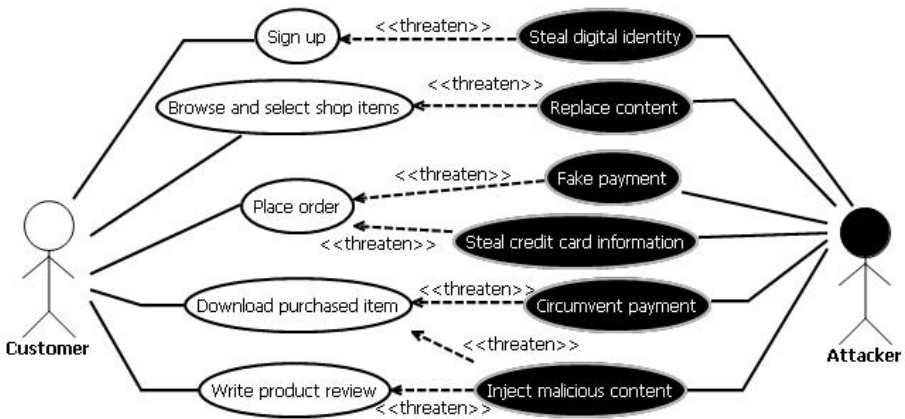 Sign up
<<threaten>>
Steal digital identity
<<threaten>>
Browse and select shop items
Replace content
<<threaten>>
Fake payment
Place order
<<threaten>>
Steal credit card information
<<threaten>>
Download purchased item
Circumvent payment
Customer
<<threaten>>
Attacker
Write product review
Inject malicious content
<<threaten>>